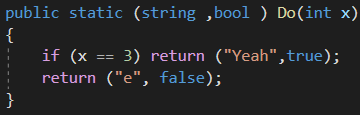 public static (string ,bool ) Do(int x)
{
    if (x == 3) return ("Yeah",true);
    return ("e", false);
}